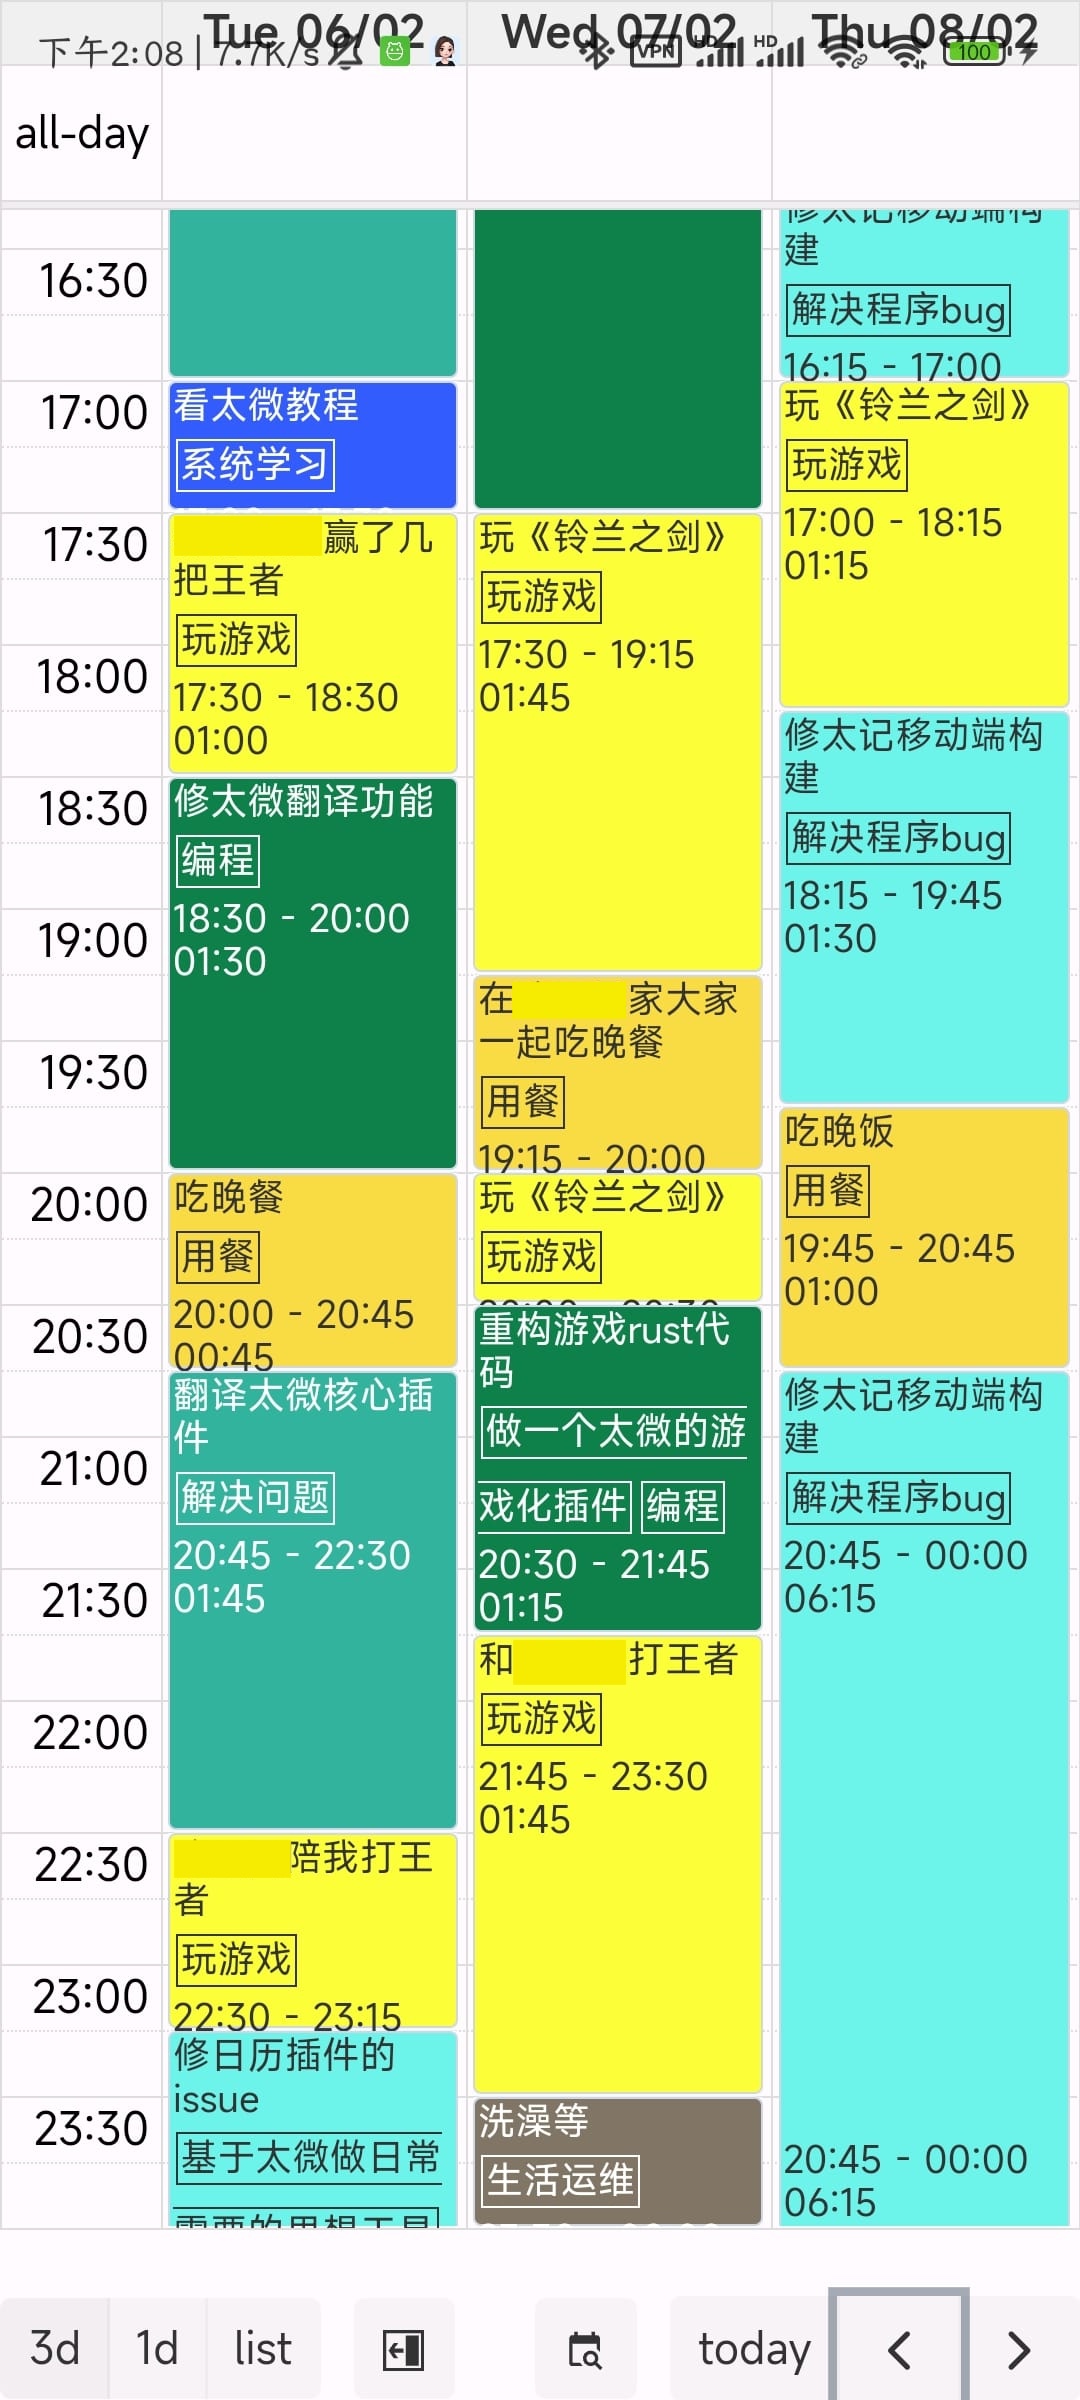 Tue 06/02
Wed 07/02
Thu 08/02
下午2:08 | 7.7K/s
VPN
HD
HD
100
all-day
16:30
17:00
17:30
18:00
18:30
19:00
19:30
20:00
20:30
21:00
21:30
22:00
22:30
23:00
23:30
看太微教程
系统学习
赢了几
把王者
玩游戏
17:30 - 18:30
01:00
修太微翻译功能
编程
18:30 - 20:00
01:30
吃晚餐
用餐
20:00 - 20:45
00:45
翻译太微核心插
件
解决问题
20:45 - 22:30
01:45
陪我打王
者
玩游戏
22:30 - 23:15
修日历插件的
issue
基于太微做日常
玩《铃兰之剑》
玩游戏
17:30 - 19:15
01:45
在 家大家
一起吃晚餐
用餐
19:15 - 20:00
玩《铃兰之剑》
玩游戏
重构游戏rust代
码
做一个太微的游
戏化插件 编程
20:30 - 21:45
01:15
和 打王者
玩游戏
21:45 - 23:30
01:45
洗澡等
生活运维
修太记移动端构
建
解决程序bug
16:15 - 17:00
玩《铃兰之剑》
玩游戏
17:00 - 18:15
01:15
修太记移动端构
建
解决程序bug
18:15 - 19:45
01:30
吃晚饭
用餐
19:45 - 20:45
01:00
修太记移动端构
建
解决程序bug
20:45 - 00:00
06:15
20:45 - 00:00
06:15
3d
1d
list
today